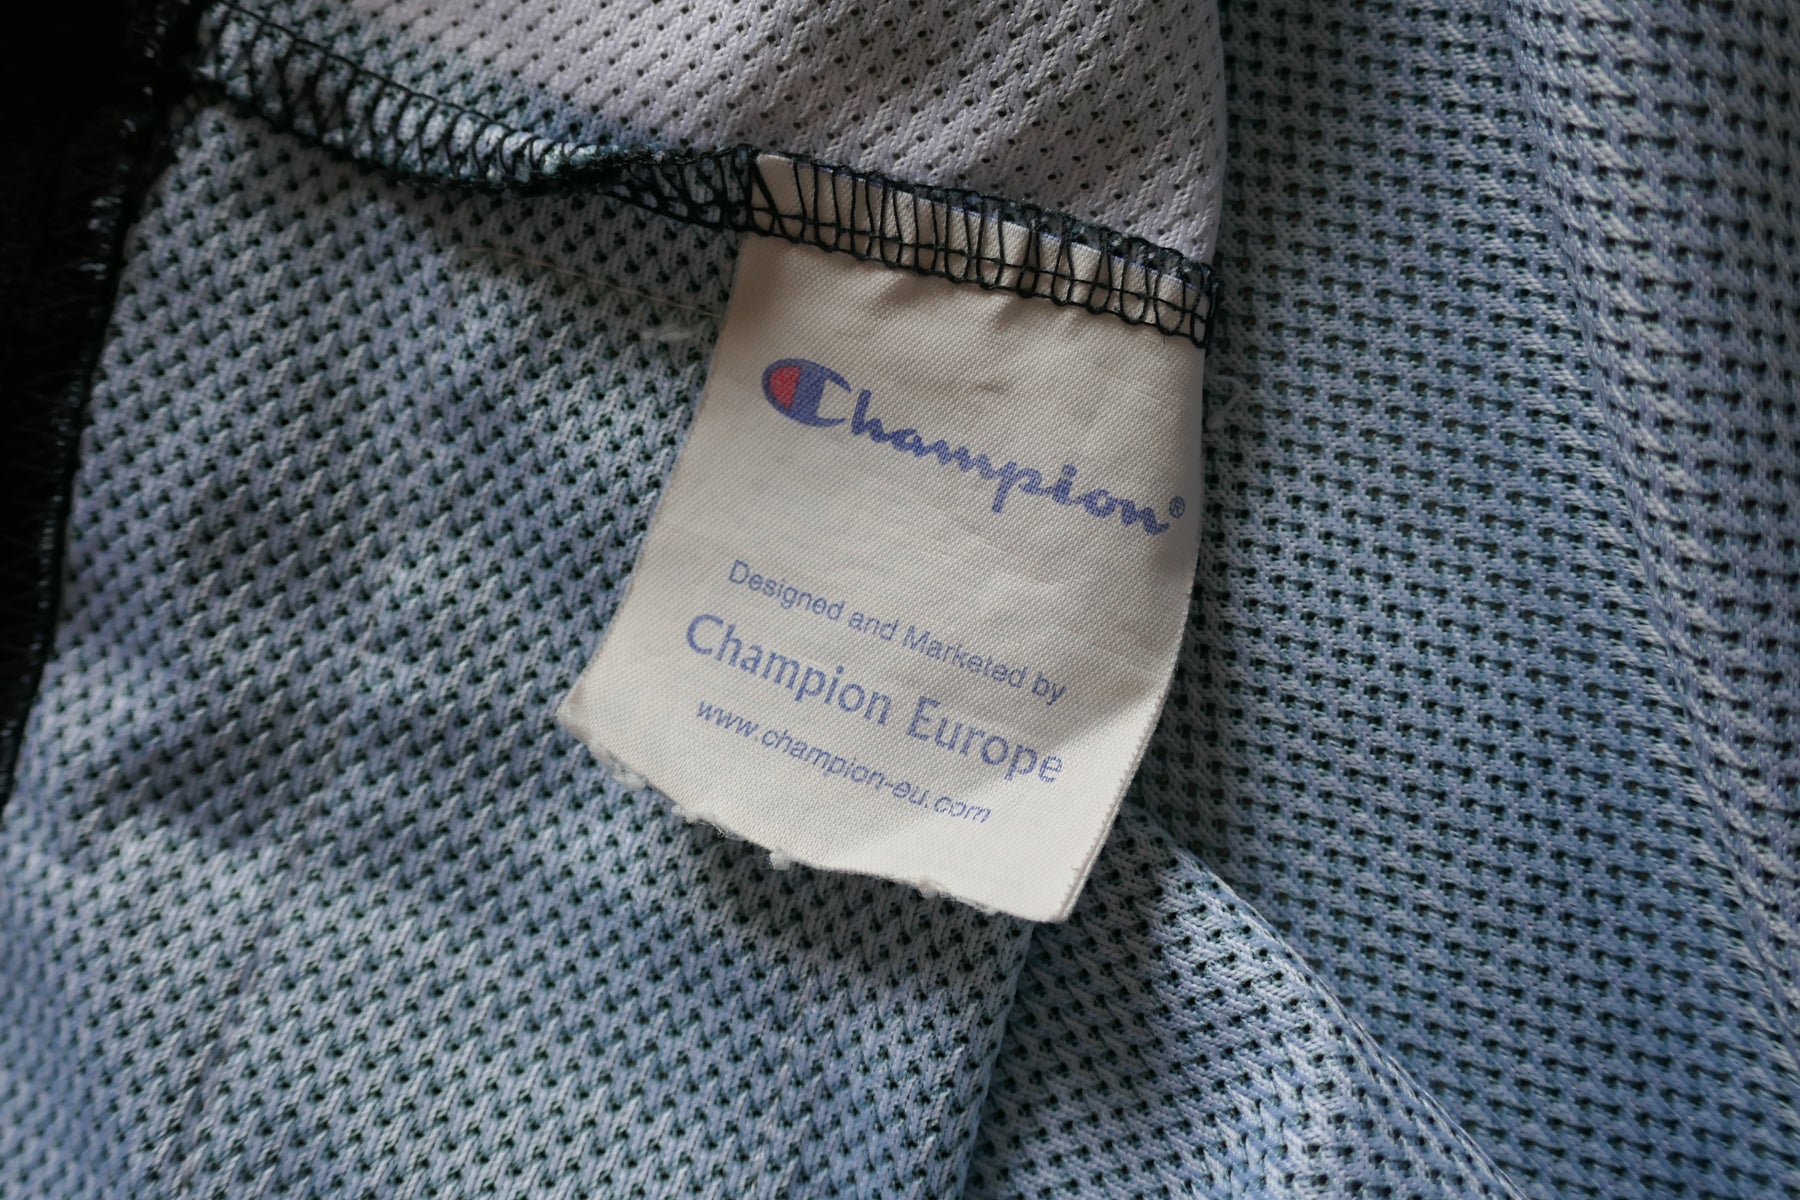 Champion®
Designed and Marketed by
Champion Europe
www.champion-eu.com